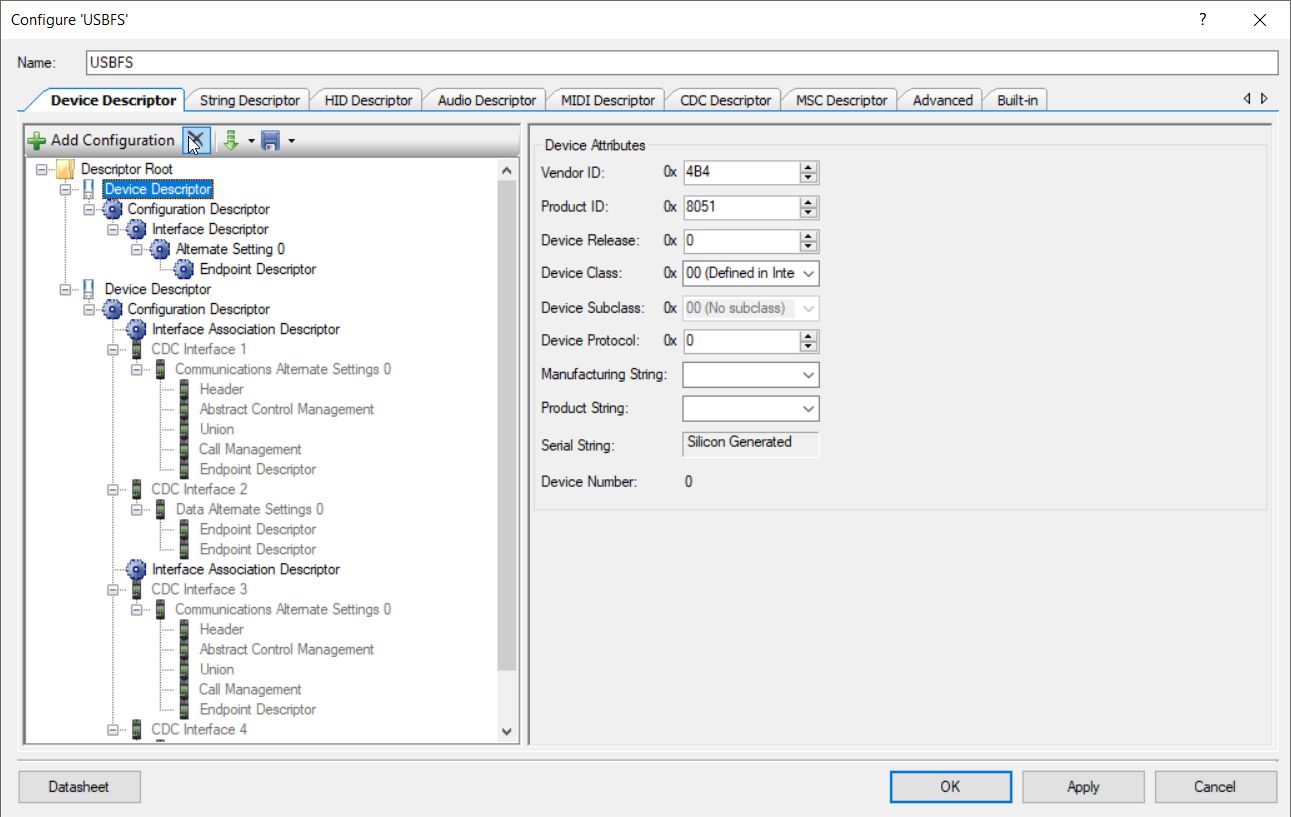 Configure 'USBFS'
?
Name: USBFS
Device Descriptor String Descriptor HID Descriptor Audio Descriptor MIDI Descriptor CDC Descriptor MSC Descriptor Advanced Built-in
Add Configuration
Descriptor Root
Device Descriptor
Configuration Descriptor
Interface Descriptor
Alternate Setting 0
Endpoint Descriptor
Device Descriptor
Configuration Descriptor
Interface Association Descriptor
CDC Interface 1
Communications Alternate Settings 0
Header
Abstract Control Management
Union
Call Management
Endpoint Descriptor
CDC Interface 2
Data Alternate Settings 0
Endpoint Descriptor
Endpoint Descriptor
Interface Association Descriptor
CDC Interface 3
Communications Alternate Settings 0
Header
Abstract Control Management
Union
Call Management
Endpoint Descriptor
CDC Interface 4
Device Attributes
Vendor ID: 0x 4B4
Product ID: 0x 8051
Device Release: 0x 0
Device Class: 0x 00 (Defined in Inte
Device Subclass: 0x 00 (No subclass)
Device Protocol: 0x 0
Manufacturing String:
Product String:
Serial String: Silicon Generated
Device Number: 0
Datasheet OK Apply Cancel